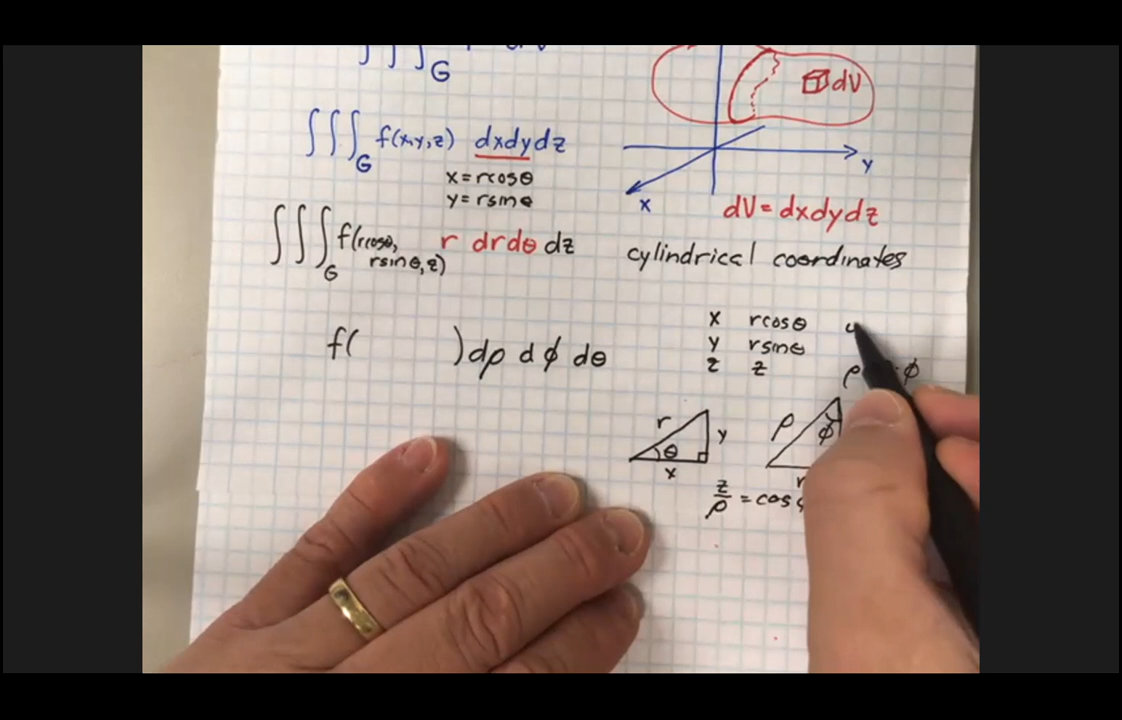 ∫∫∫G
dV
∫∫∫G f(x,y,z) dxdydz
x = rcosθ
y = rsinθ
y
x
dV = dxdydz
∫∫∫G f(rcosθ, r drdθ dz
rsinθ, z)
cylindrical coordinates
x rcosθ
y rsinθ
z z
ρ ϕ
f( )dρ dϕ dθ
r y ρ ϕ
θ
x r
z/ρ = cos